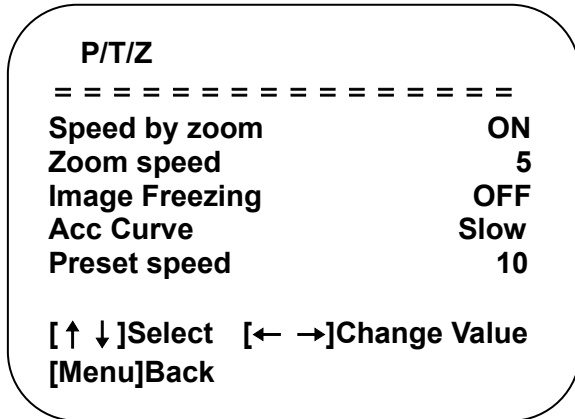 P/T/Z
= = = = = = = = = = = = = = = =
Speed by zoom ON
Zoom speed 5
Image Freezing OFF
Acc Curve Slow
Preset speed 10
[↑ ↓]Select [← →]Change Value
[Menu]Back